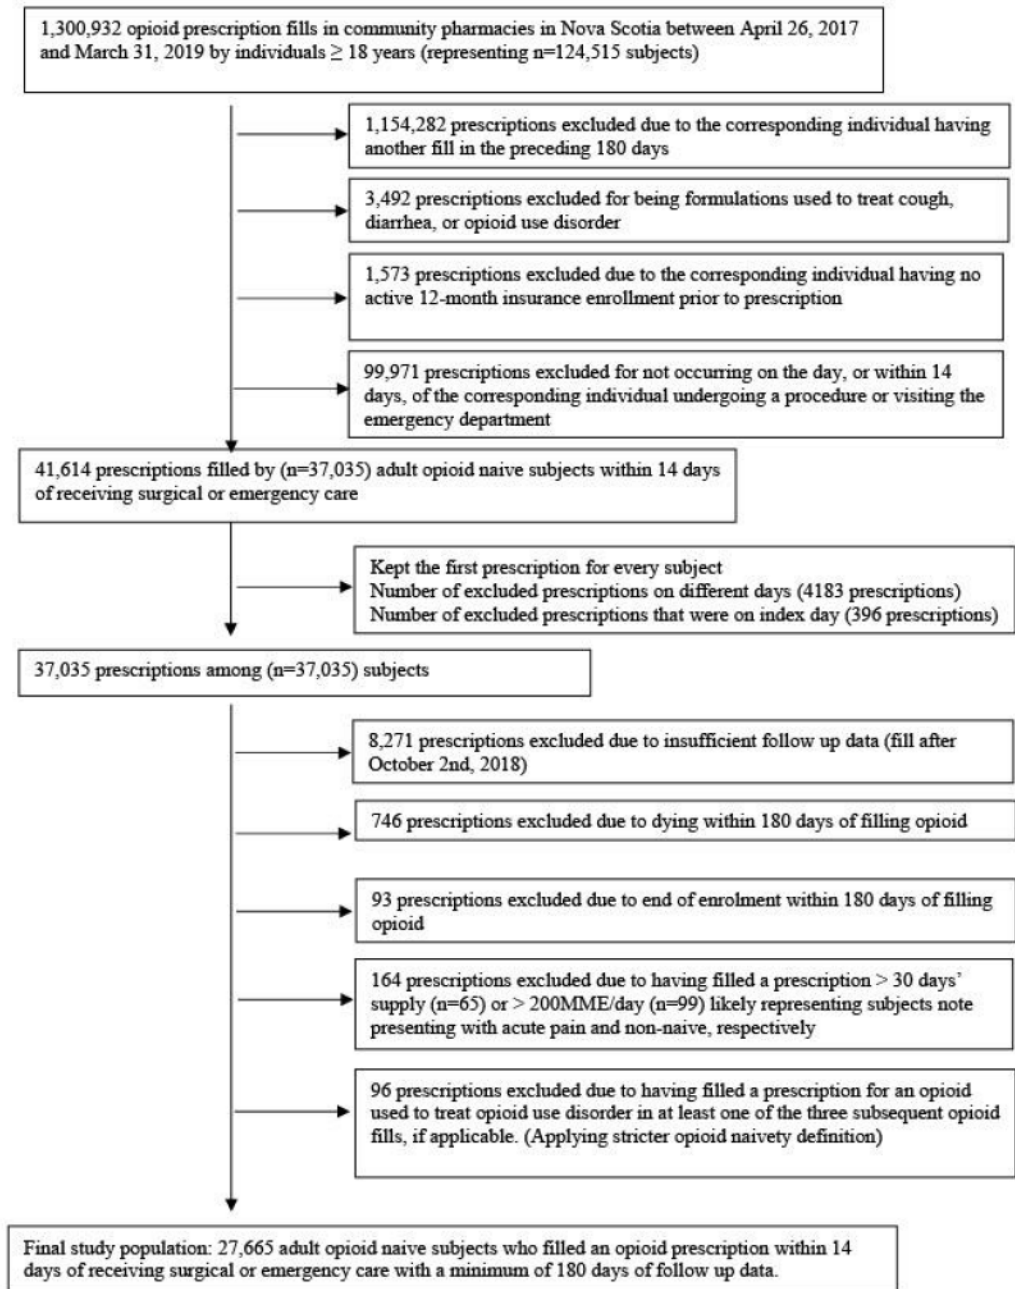 1,300,932 opioid prescription fills in community pharmacies in Nova Scotia between April 26, 2017
and March 31, 2019 by individuals ≥ 18 years (representing n=124,515 subjects)
1,154,282 prescriptions excluded due to the corresponding individual having
another fill in the preceding 180 days
3,492 prescriptions excluded for being formulations used to treat cough,
diarrhea, or opioid use disorder
1,573 prescriptions excluded due to the corresponding individual having no
active 12-month insurance enrollment prior to prescription
99,971 prescriptions excluded for not occurring on the day, or within 14
days, of the corresponding individual undergoing a procedure or visiting the
emergency department
41,614 prescriptions filled by (n=37,035) adult opioid naive subjects within 14 days
of receiving surgical or emergency care
Kept the first prescription for every subject
Number of excluded prescriptions on different days (4183 prescriptions)
Number of excluded prescriptions that were on index day (396 prescriptions)
37,035 prescriptions among (n=37,035) subjects
8,271 prescriptions excluded due to insufficient follow up data (fill after
October 2nd, 2018)
746 prescriptions excluded due to dying within 180 days of filling opioid
93 prescriptions excluded due to end of enrolment within 180 days of filling
opioid
164 prescriptions excluded due to having filled a prescription > 30 days’
supply (n=65) or > 200MME/day (n=99) likely representing subjects note
presenting with acute pain and non-naive, respectively
96 prescriptions excluded due to having filled a prescription for an opioid
used to treat opioid use disorder in at least one of the three subsequent opioid
fills, if applicable. (Applying stricter opioid naivety definition)
Final study population: 27,665 adult opioid naive subjects who filled an opioid prescription within 14
days of receiving surgical or emergency care with a minimum of 180 days of follow up data.